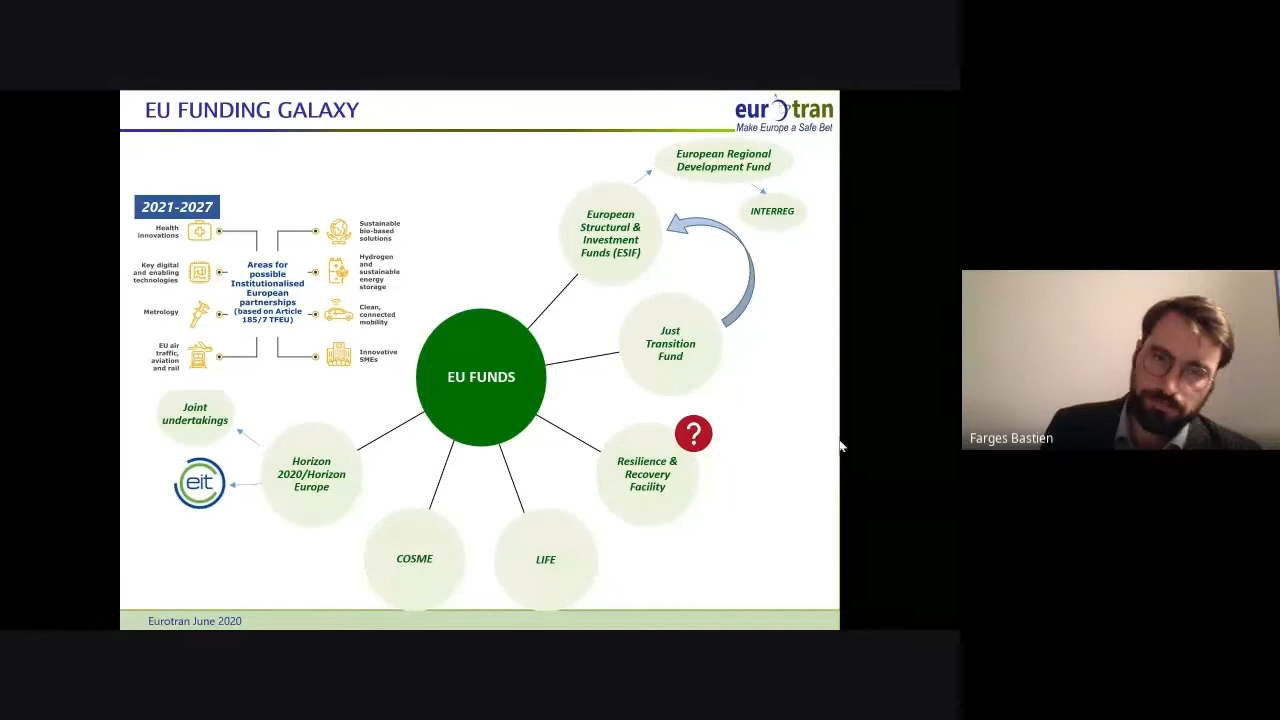 EU FUNDING GALAXY
eurotran
Make Europe a Safe Bet
European Regional
Development Fund
INTERREG
European
Structural &
Investment
Funds (ESIF)
2021-2027
Health
innovations
Key digital
and enabling
technologies
Metrology
EU air
traffic,
aviation
and rail
Areas for
possible
Institutionalised
European
partnerships
(based on Article
185/7 TFEU)
Sustainable
bio-based
solutions
Hydrogen
and
sustainable
energy
storage
Clean,
connected
mobility
Innovative
SMEs
Just
Transition
Fund
EU FUNDS
?
Resilience &
Recovery
Facility
Joint
undertakings
eit
Horizon
2020/Horizon
Europe
COSME
LIFE
Eurotran June 2020
Farges Bastien